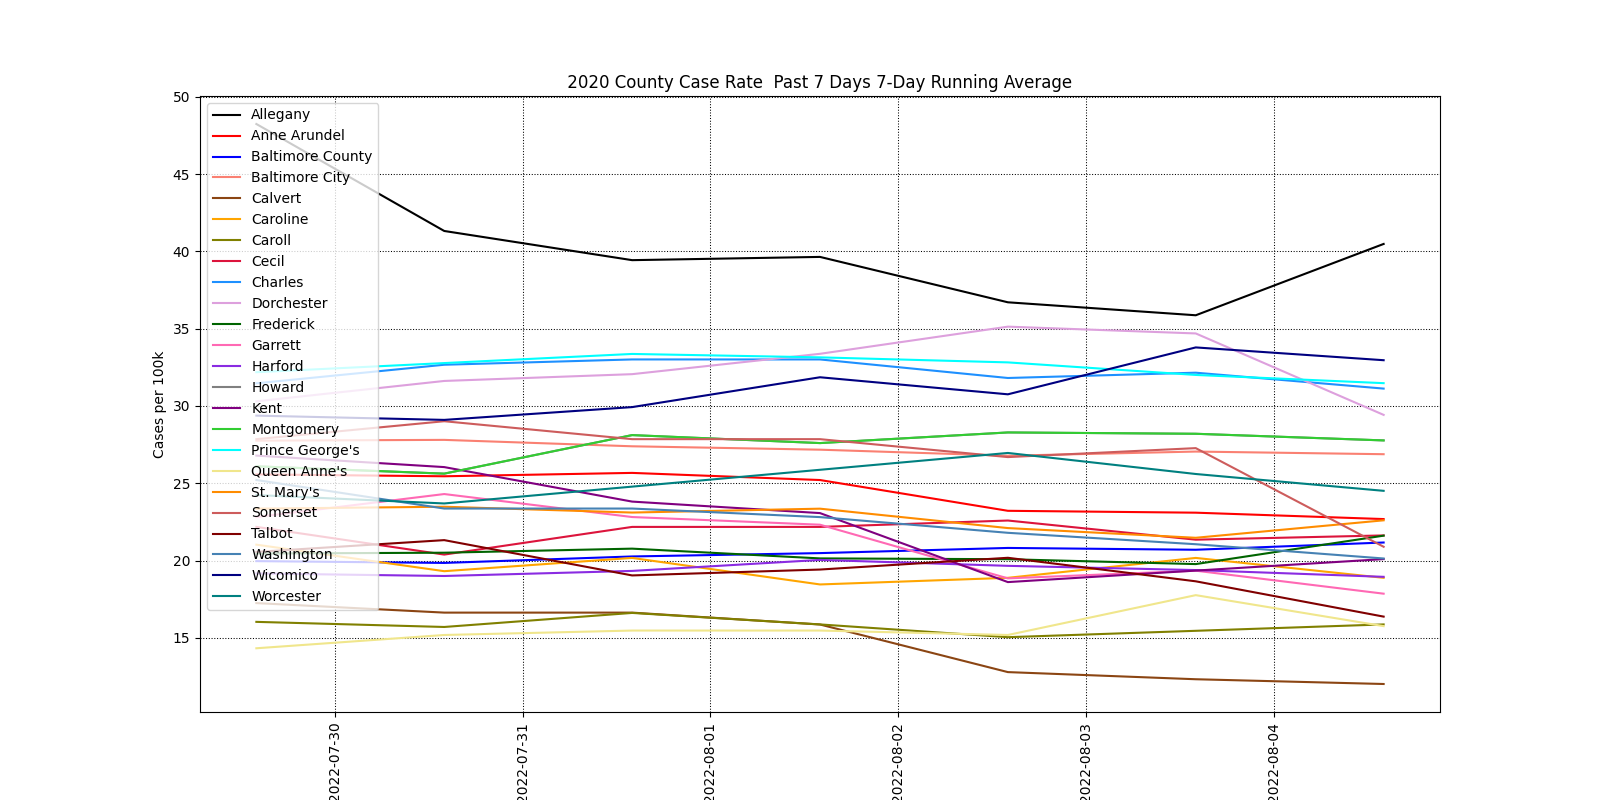 2020 County Case Rate  Past 7 Days 7-Day Running Average
50
45
40
35
30
25
20
15
Cases per 100k
Allegany
Anne Arundel
Baltimore County
Baltimore City
Calvert
Caroline
Caroll
Cecil
Charles
Dorchester
Frederick
Garrett
Harford
Howard
Kent
Montgomery
Prince George's
Queen Anne's
St. Mary's
Somerset
Talbot
Washington
Wicomico
Worcester
2022-07-30
2022-07-31
2022-08-01
2022-08-02
2022-08-03
2022-08-04